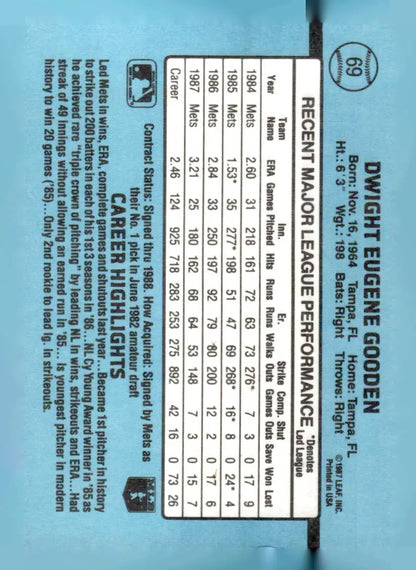 69
DWIGHT EUGENE GOODEN
Born: Nov. 16, 1964 Tampa, FL Home: Tampa, FL
Ht.: 6'3" Wgt.: 198 Bats: Right Throws: Right
© 1987 LEAF, INC.
Printed in USA
RECENT MAJOR LEAGUE PERFORMANCE *Denotes Led League
Team Inn. Er. Strike Comp. Shut
Year Name ERA Games Pitched Hits Runs Runs Walks Outs Games Outs Save Won Lost
1984 Mets 2.60 31 218 161 72 63 73 276* 7 3 0 17 9
1985 Mets 1.53* 35 277* 198 51 47 69 268* 16* 8 0 24* 4
1986 Mets 2.84 33 250 197 92 79 80 200 12 2 0 17 6
1987 Mets 3.21 25 180 162 68 64 53 148 7 3 0 15 7
Career 2.46 124 925 718 283 253 275 892 42 16 0 73 26
Contract Status: Signed thru 1988. How Acquired: Signed by Mets as
their No. 1 pick in June 1982 amateur draft
CAREER HIGHLIGHTS
Led Mets in wins, ERA, complete games and shutouts last year...Became 1st pitcher in history
to strike out 200 batters in each of his 1st 3 seasons in '86...NL Cy Young Award winner in '85 as
he achieved rare "triple crown of pitching" by leading NL in wins, strikeouts and ERA...Had
streak of 49 innings without allowing an earned run in '85...Is youngest pitcher in modern
history to win 20 games ('85)...Only 2nd rookie to lead lg. in strikeouts.